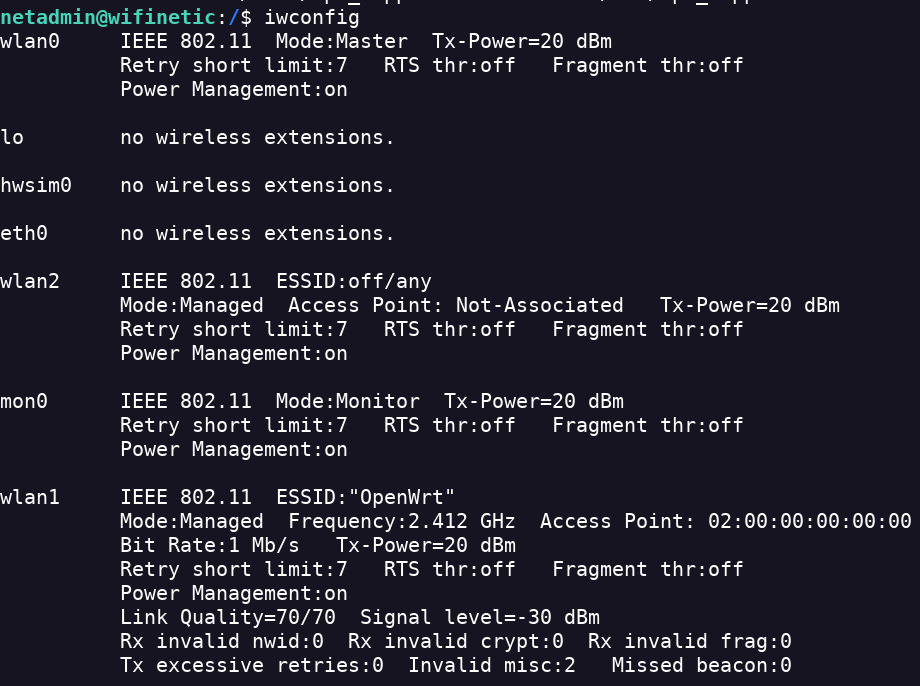 netadmin@wifinetic:/$ iwconfig
wlan0     IEEE 802.11  Mode:Master  Tx-Power=20 dBm
          Retry short limit:7   RTS thr:off   Fragment thr:off
          Power Management:on

lo        no wireless extensions.

hwsim0    no wireless extensions.

eth0      no wireless extensions.

wlan2     IEEE 802.11  ESSID:off/any
          Mode:Managed  Access Point: Not-Associated   Tx-Power=20 dBm
          Retry short limit:7   RTS thr:off   Fragment thr:off
          Power Management:on

mon0      IEEE 802.11  Mode:Monitor  Tx-Power=20 dBm
          Retry short limit:7   RTS thr:off   Fragment thr:off
          Power Management:on

wlan1     IEEE 802.11  ESSID:"OpenWrt"
          Mode:Managed  Frequency:2.412 GHz  Access Point: 02:00:00:00:00:00
          Bit Rate:1 Mb/s   Tx-Power=20 dBm
          Retry short limit:7   RTS thr:off   Fragment thr:off
          Power Management:on
          Link Quality=70/70  Signal level=-30 dBm
          Rx invalid nwid:0  Rx invalid crypt:0  Rx invalid frag:0
          Tx excessive retries:0  Invalid misc:2   Missed beacon:0